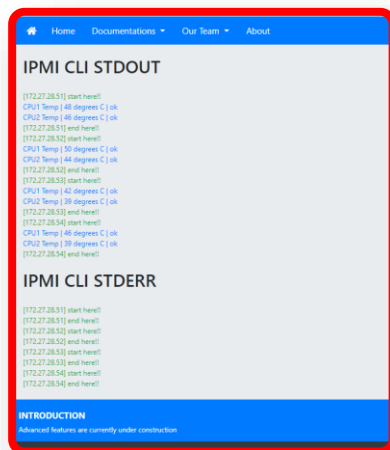 Home Documentations Our Team About
IPMI CLI STDOUT
[172.27.28.51] start here!!
CPU1 Temp | 48 degrees C | ok
CPU2 Temp | 46 degrees C | ok
[172.27.28.51] end here!!
[172.27.28.52] start here!!
CPU1 Temp | 50 degrees C | ok
CPU2 Temp | 44 degrees C | ok
[172.27.28.52] end here!!
[172.27.28.53] start here!!
CPU1 Temp | 42 degrees C | ok
CPU2 Temp | 39 degrees C | ok
[172.27.28.53] end here!!
[172.27.28.54] start here!!
CPU1 Temp | 46 degrees C | ok
CPU2 Temp | 39 degrees C | ok
[172.27.28.54] end here!!
IPMI CLI STDERR
[172.27.28.51] start here!!
[172.27.28.51] end here!!
[172.27.28.52] start here!!
[172.27.28.52] end here!!
[172.27.28.53] start here!!
[172.27.28.53] end here!!
[172.27.28.54] start here!!
[172.27.28.54] end here!!
INTRODUCTION
Advanced features are currently under construction